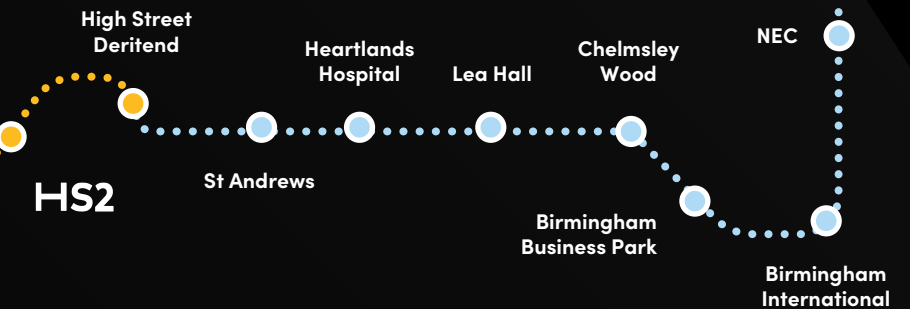 High Street
Deritend
Heartlands
Hospital
Lea Hall
Chelmsley
Wood
NEC
St Andrews
HS2
Birmingham
Business Park
Birmingham
International